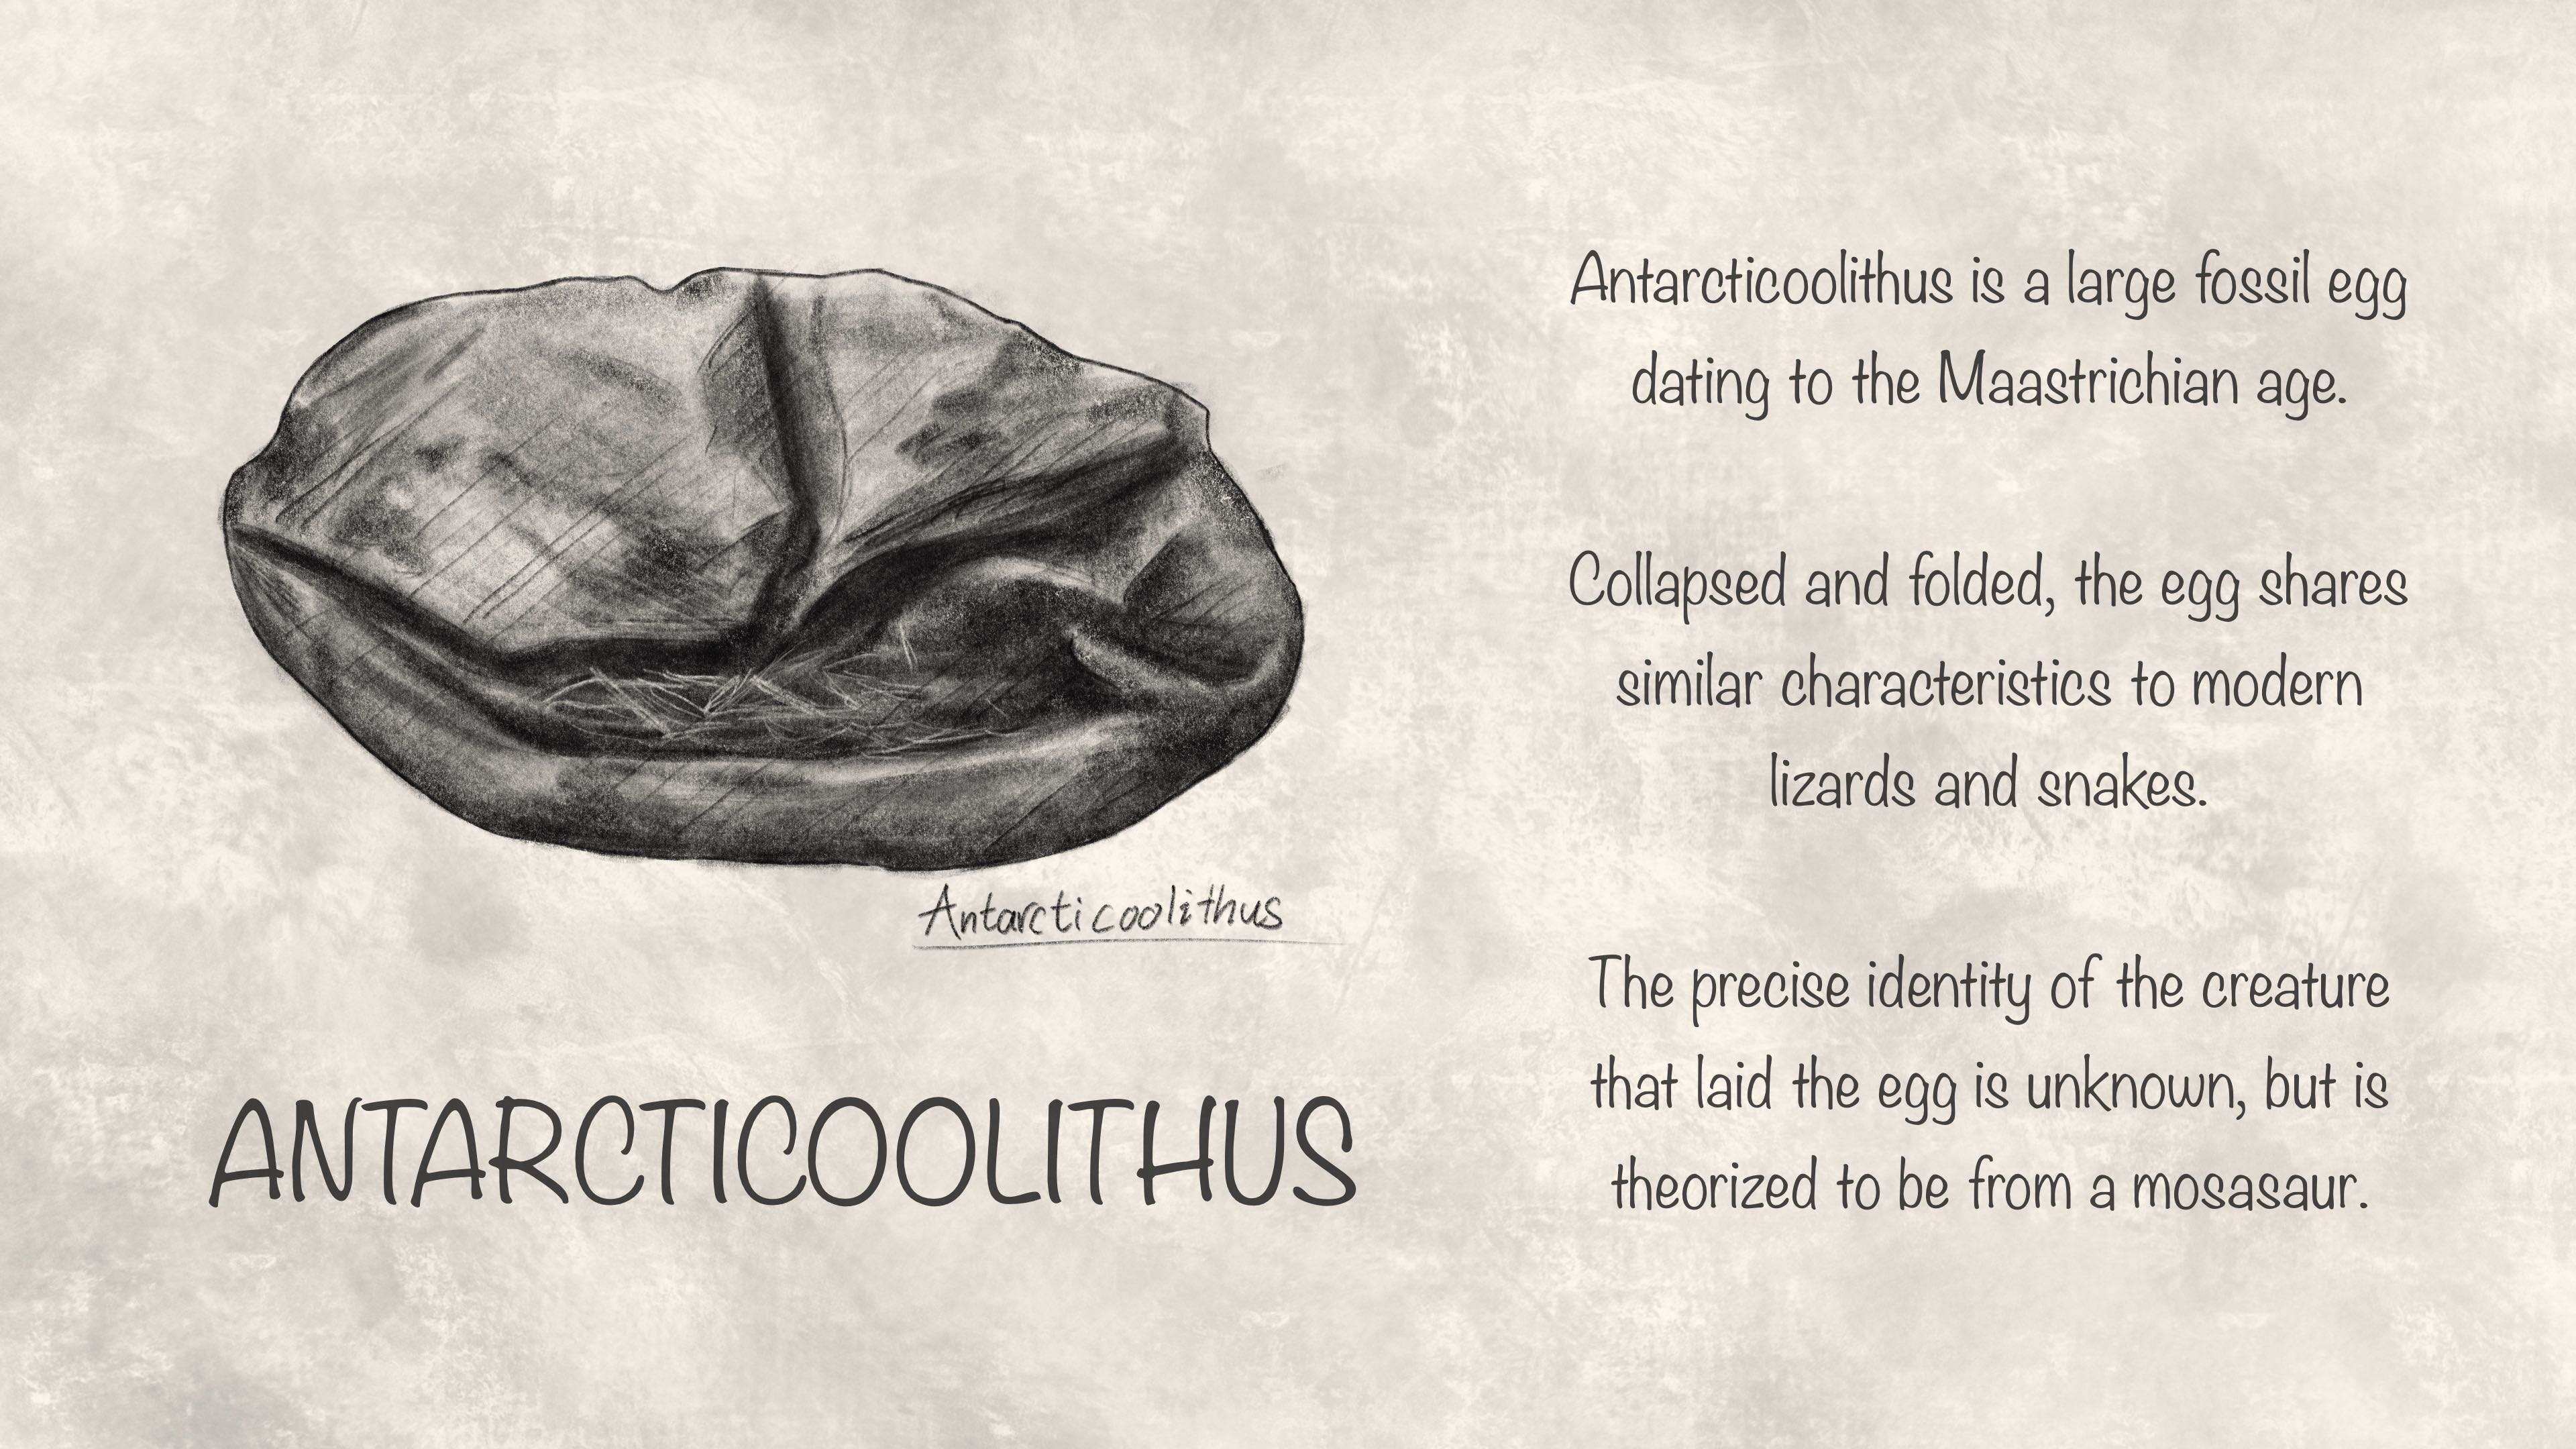 Antarcticoolithus
ANTARCTICOOLITHUS
Antarcticoolithus is a large fossil egg
dating to the Maastrichian age.
Collapsed and folded, the egg shares
similar characteristics to modern
lizards and snakes.
The precise identity of the creature
that laid the egg is unknown, but is
theorized to be from a mosasaur.